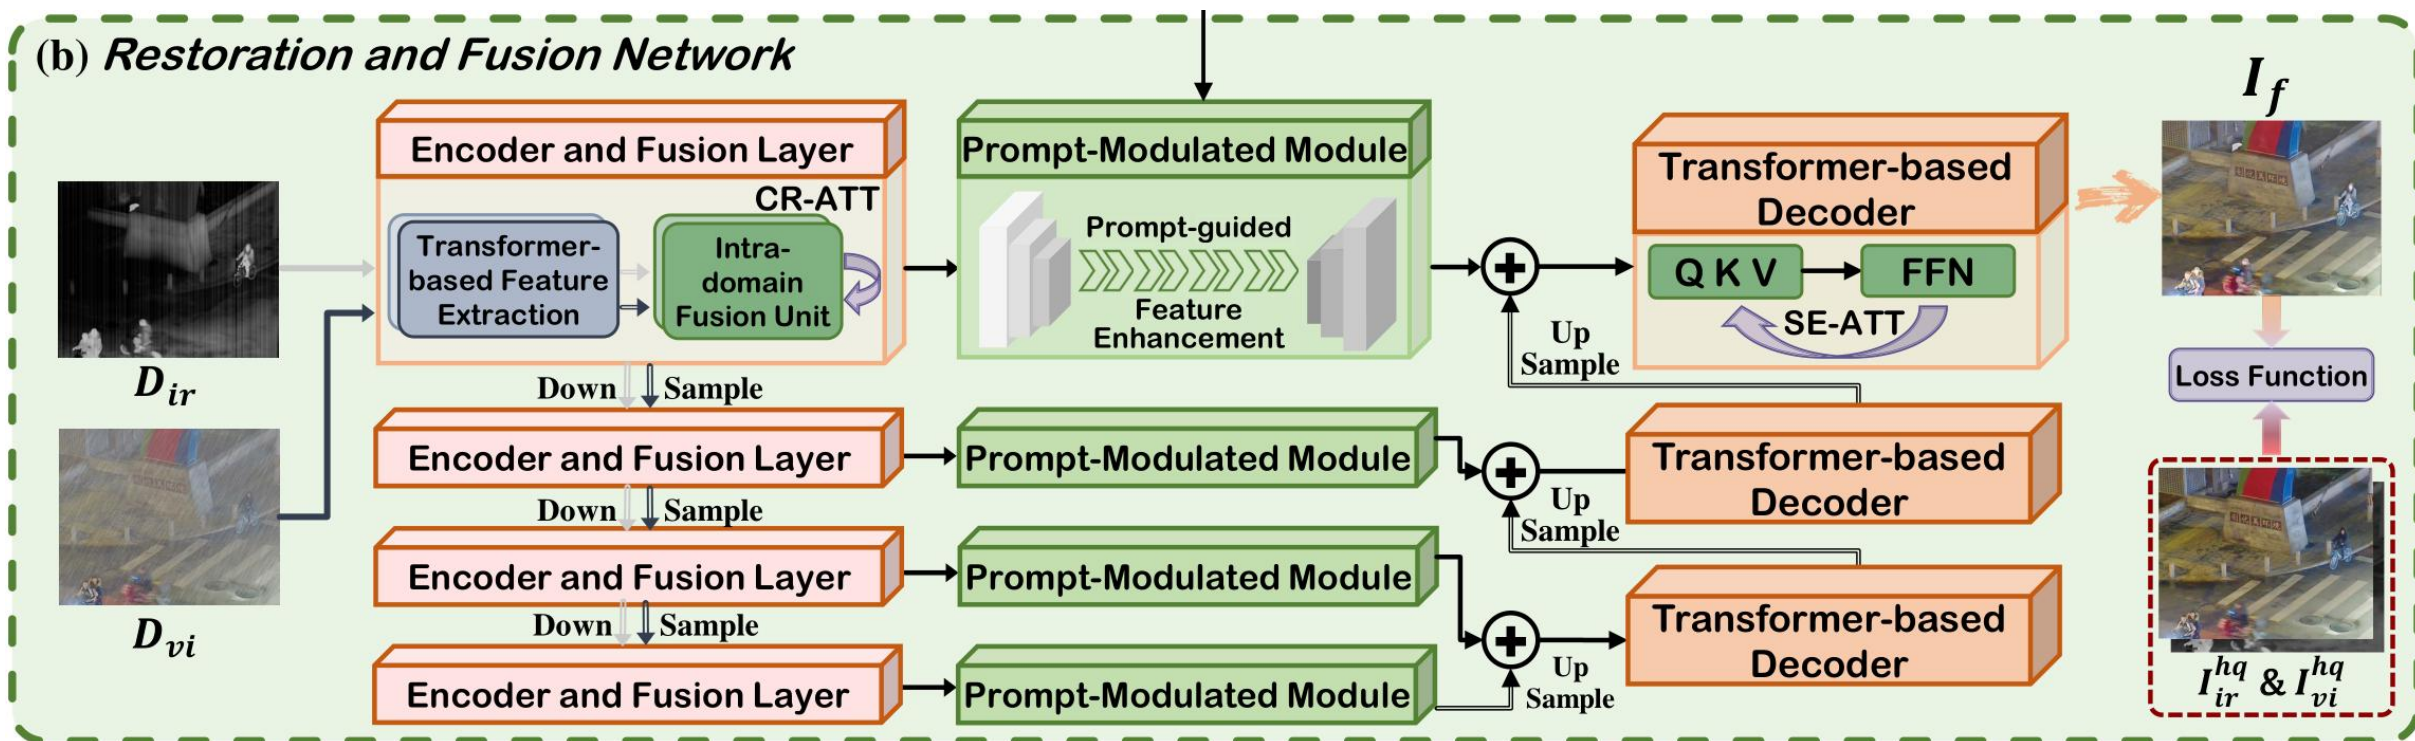 (b) Restoration and Fusion Network
D_ir
D_vi
Encoder and Fusion Layer
CR-ATT
Transformer-
based Feature
Extraction
Intra-
domain
Fusion Unit
Down Sample
Encoder and Fusion Layer
Down Sample
Encoder and Fusion Layer
Down Sample
Encoder and Fusion Layer
Prompt-Modulated Module
Prompt-guided
Feature
Enhancement
Prompt-Modulated Module
Prompt-Modulated Module
Prompt-Modulated Module
Up
Sample
Up
Sample
Up
Sample
Transformer-based
Decoder
Q K V
FFN
SE-ATT
Transformer-based
Decoder
Transformer-based
Decoder
I_f
Loss Function
I_ir^hq & I_vi^hq